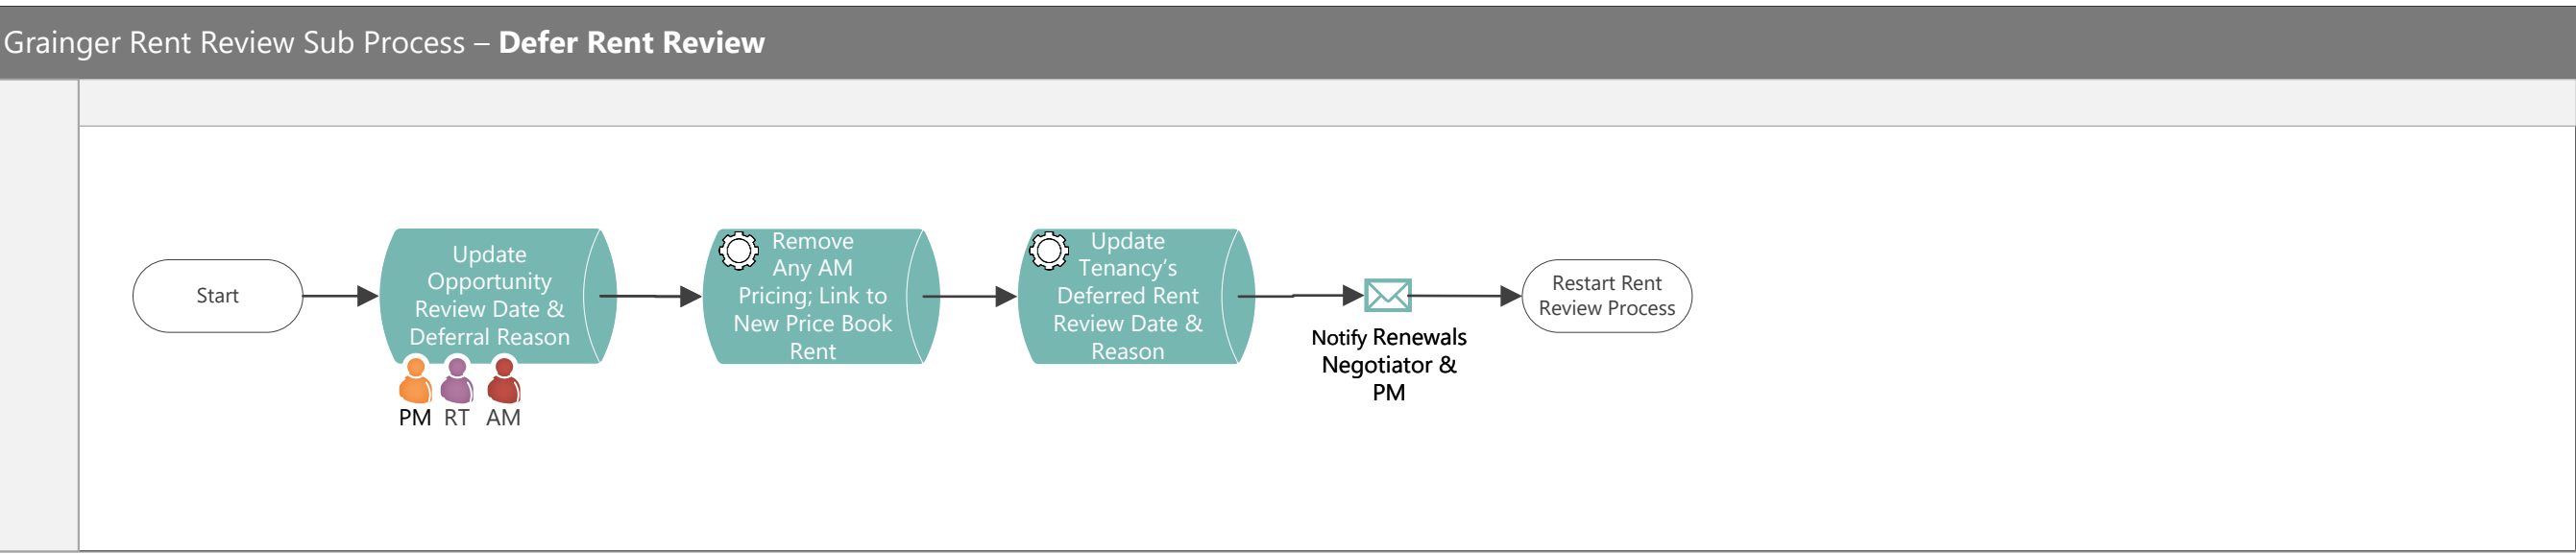 Grainger Rent Review Sub Process – Defer Rent Review
Start
Update
Opportunity
Review Date &
Deferral Reason
PM RT AM
Remove
Any AM
Pricing; Link to
New Price Book
Rent
Update
Tenancy’s
Deferred Rent
Review Date &
Reason
Notify Renewals
Negotiator &
PM
Restart Rent
Review Process